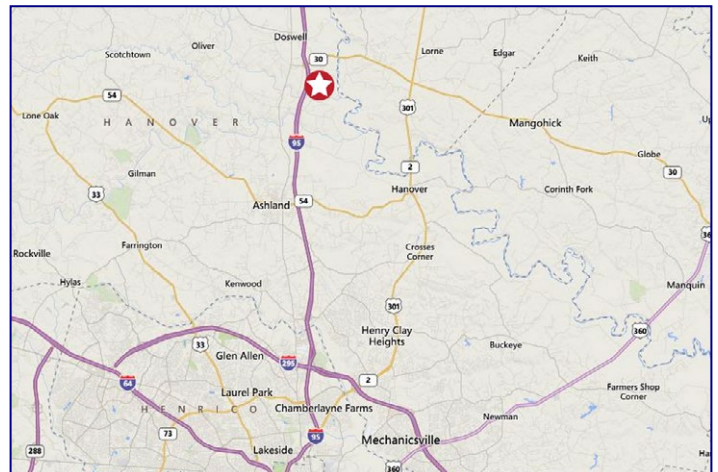 Doswell
Scotchtown
Oliver
Lorne
Edgar
Keith
30
54
301
Lone Oak
H A N O V E R
Mangohick
95
Globe
2
30
Gilman
33
Hanover
Corinth Fork
Ashland
54
Farrington
Crosses
Corner
Rockville
Hylas
Kenwood
Manquin
301
Henry Clay
Heights
360
33
Buckeye
Glen Allen
295
64
2
Farmers Shop
Corner
Laurel Park
H E N R I C O
Chamberlayne Farms
Newman
73
95
Mechanicsville
288
Lakeside
360